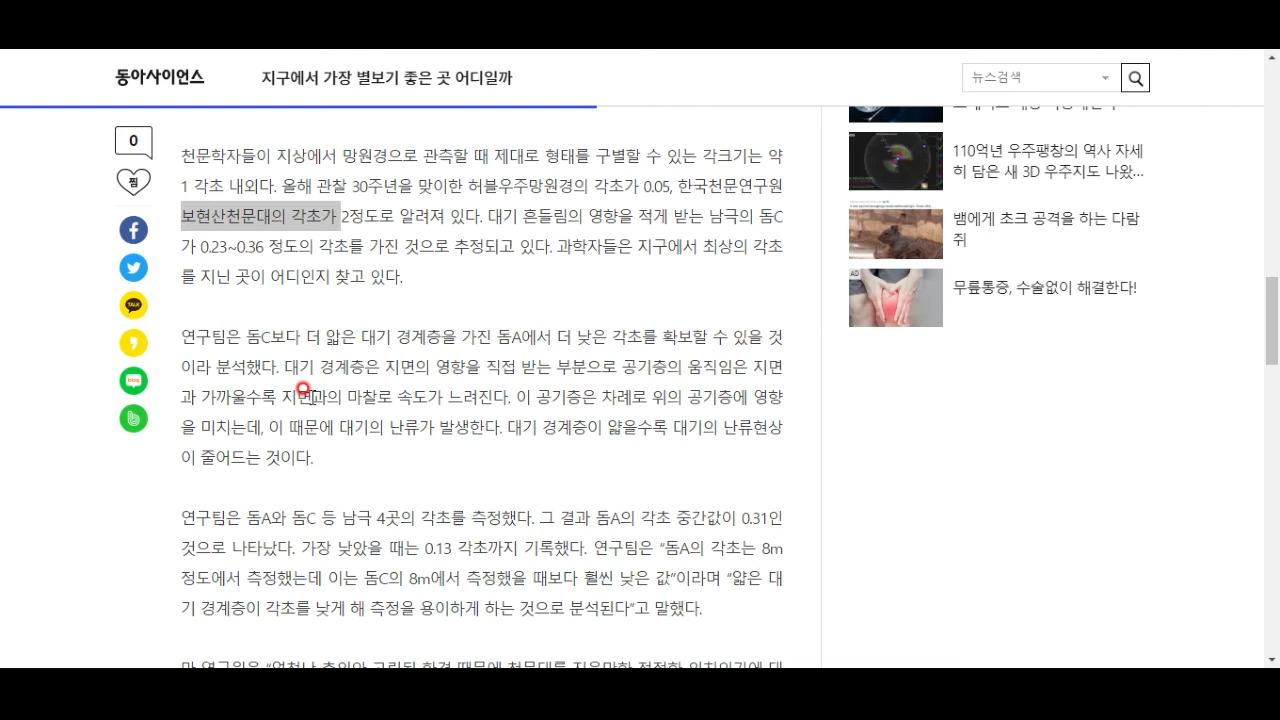 동아사이언스
지구에서 가장 별보기 좋은 곳 어디일까
뉴스검색
0
찜
TALK
blog
천문학자들이 지상에서 망원경으로 관측할 때 제대로 형태를 구별할 수 있는 각크기는 약
1 각초 내외다. 올해 관찰 30주년을 맞이한 허블우주망원경의 각초가 0.05, 한국천문연구원
보현산천문대의 각초가 2정도로 알려져 있다. 대기 흔들림의 영향을 적게 받는 남극의 돔C
가 0.23~0.36 정도의 각초를 가진 것으로 추정되고 있다. 과학자들은 지구에서 최상의 각초
를 지닌 곳이 어디인지 찾고 있다.
연구팀은 돔C보다 더 얇은 대기 경계층을 가진 돔A에서 더 낮은 각초를 확보할 수 있을 것
이라 분석했다. 대기 경계층은 지면의 영향을 직접 받는 부분으로 공기층의 움직임은 지면
과 가까울수록 지면과의 마찰로 속도가 느려진다. 이 공기층은 차례로 위의 공기층에 영향
을 미치는데, 이 때문에 대기의 난류가 발생한다. 대기 경계층이 얇을수록 대기의 난류현상
이 줄어드는 것이다.
연구팀은 돔A와 돔C 등 남극 4곳의 각초를 측정했다. 그 결과 돔A의 각초 중간값이 0.31인
것으로 나타났다. 가장 낮았을 때는 0.13 각초까지 기록했다. 연구팀은 “돔A의 각초는 8m
정도에서 측정했는데 이는 돔C의 8m에서 측정했을 때보다 훨씬 낮은 값”이라며 “얇은 대
기 경계층이 각초를 낮게 해 측정을 용이하게 하는 것으로 분석된다”고 말했다.
110억년 우주팽창의 역사 자세
히 담은 새 3D 우주지도 나왔...
뱀에게 초크 공격을 하는 다람
쥐
AD
무릎통증, 수술없이 해결한다!